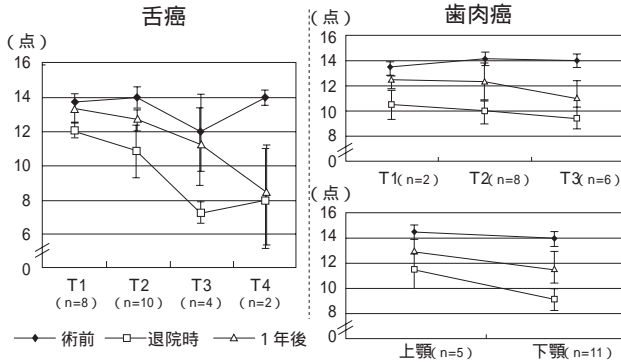 舌癌
（点）
16
14
12
10
8
6
0
T1 T2 T3 T4
（n=8） （n=10） （n=4） （n=2）
術前 退院時 1年後
歯肉癌
（点）
16
14
12
10
8
0
T1（n=2） T2（n=8） T3（n=6）
（点）
16
14
12
10
8
0
上顎（n=5） 下顎（n=11）